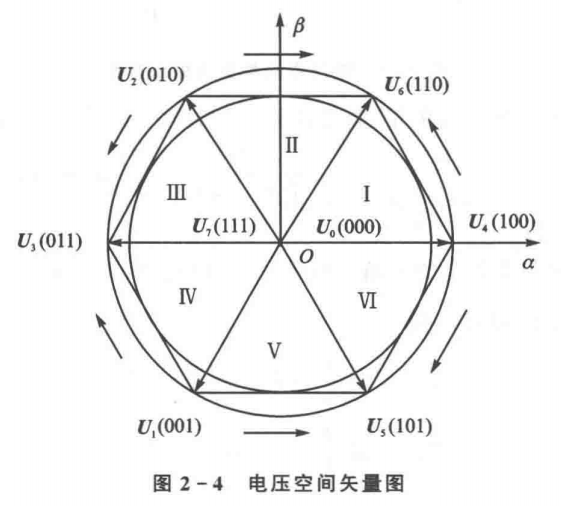 β
U₂(010)
U₆(110)
Ⅱ
Ⅲ
Ⅰ
U₃(011)
U₇(111)
U₀(000)
U₄(100)
O
α
Ⅳ
Ⅵ
Ⅴ
U₁(001)
U₅(101)
图 2-4 电压空间矢量图